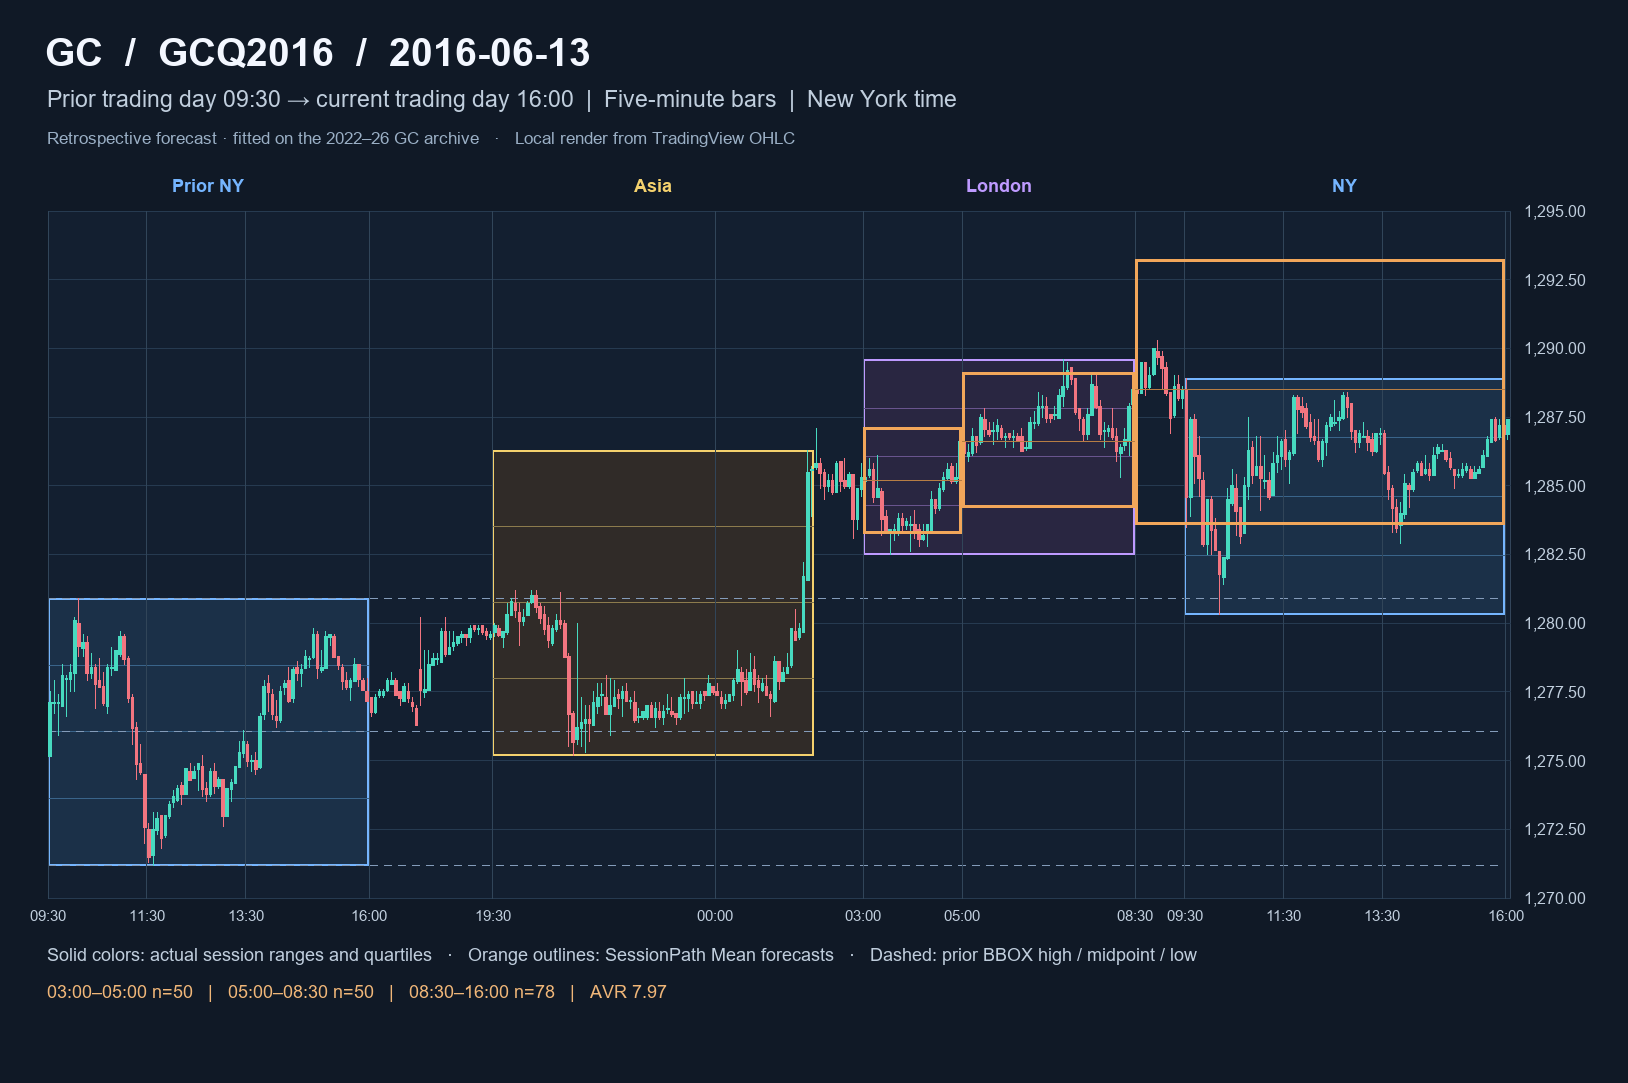 GC / GCQ2016 / 2016-06-13
Prior trading day 09:30 → current trading day 16:00 | Five-minute bars | New York time
Retrospective forecast · fitted on the 2022–26 GC archive · Local render from TradingView OHLC
Prior NY Asia London NY
1,295.00
1,292.50
1,290.00
1,287.50
1,285.00
1,282.50
1,280.00
1,277.50
1,275.00
1,272.50
1,270.00
09:30 11:30 13:30 16:00 19:30 00:00 03:00 05:00 08:30 09:30 11:30 13:30 16:00
Solid colors: actual session ranges and quartiles · Orange outlines: SessionPath Mean forecasts · Dashed: prior BBOX high / midpoint / low
03:00–05:00 n=50 | 05:00–08:30 n=50 | 08:30–16:00 n=78 | AVR 7.97